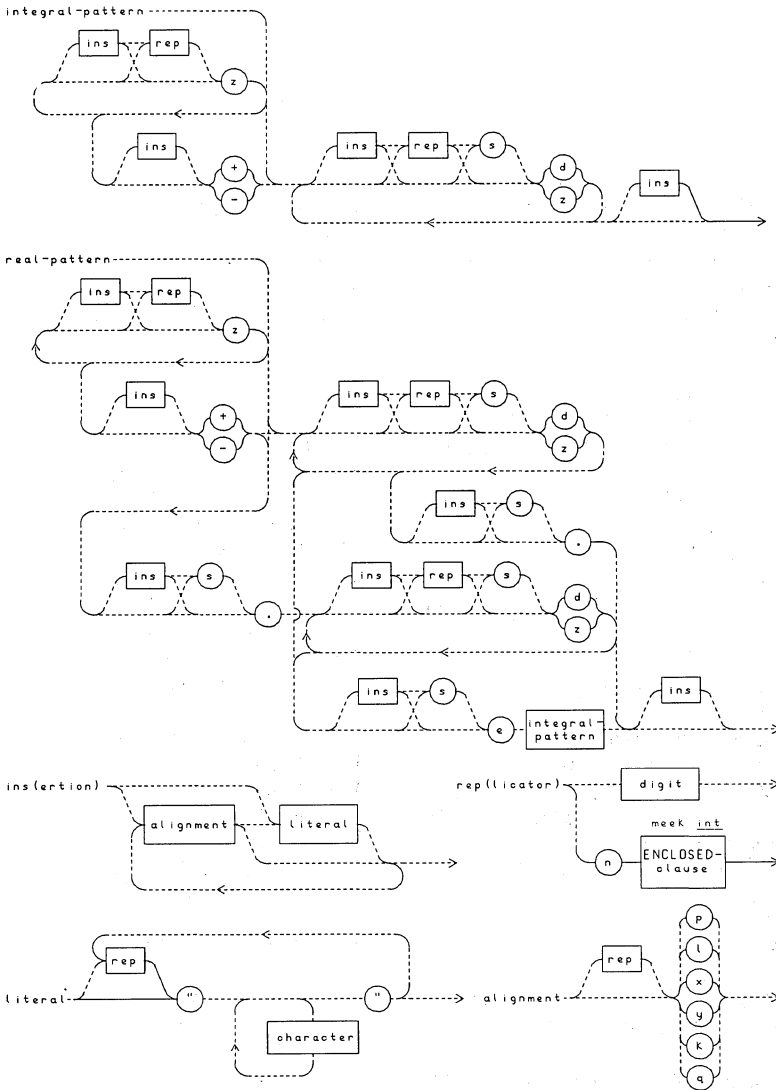 integral-pattern
ins rep
z
ins
+
-
ins rep s
d
z
ins
real-pattern
ins rep
z
ins
+
-
ins rep s
d
z
ins s
.
ins s
.
ins rep s
d
z
ins s
e
integral-
pattern
ins
ins(ertion)
alignment literal
rep(licator)
digit
meek int
n
ENCLOSED-
clause
literal
rep
" "
character
alignment
rep
p
l
x
y
k
q